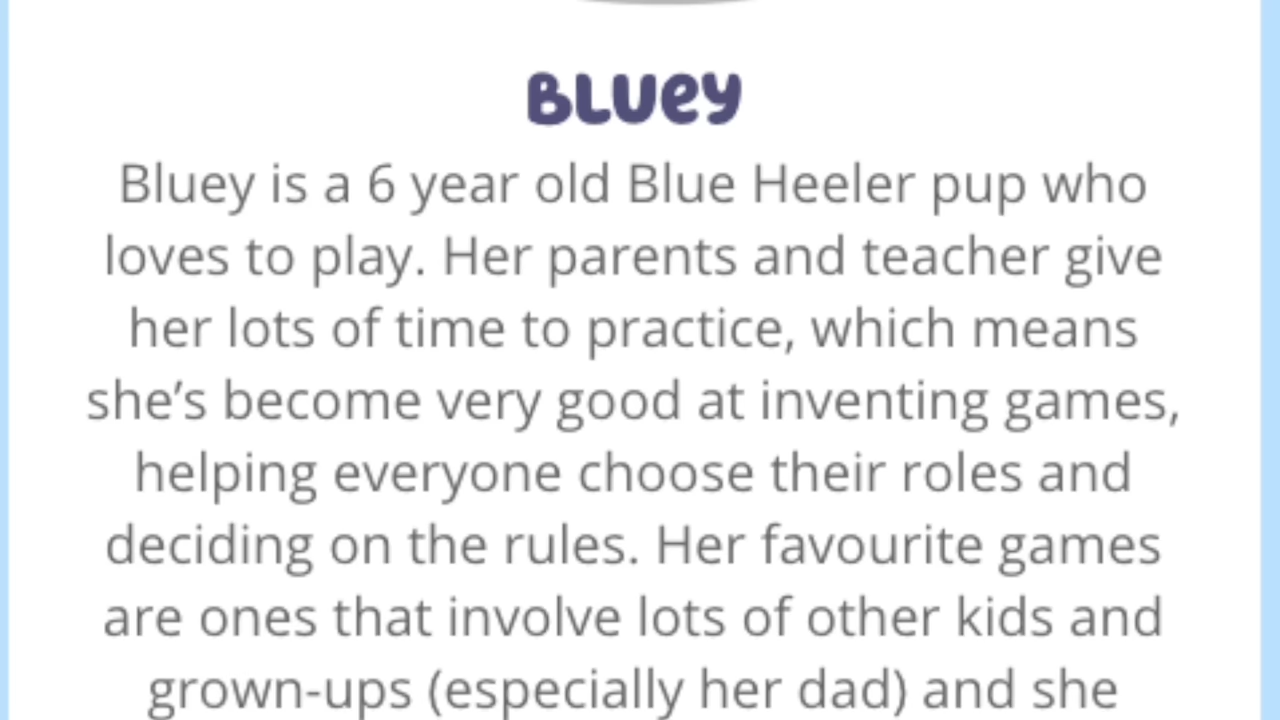 BLUEY
Bluey is a 6 year old Blue Heeler pup who
loves to play. Her parents and teacher give
her lots of time to practice, which means
she’s become very good at inventing games,
helping everyone choose their roles and
deciding on the rules. Her favourite games
are ones that involve lots of other kids and
grown-ups (especially her dad) and she